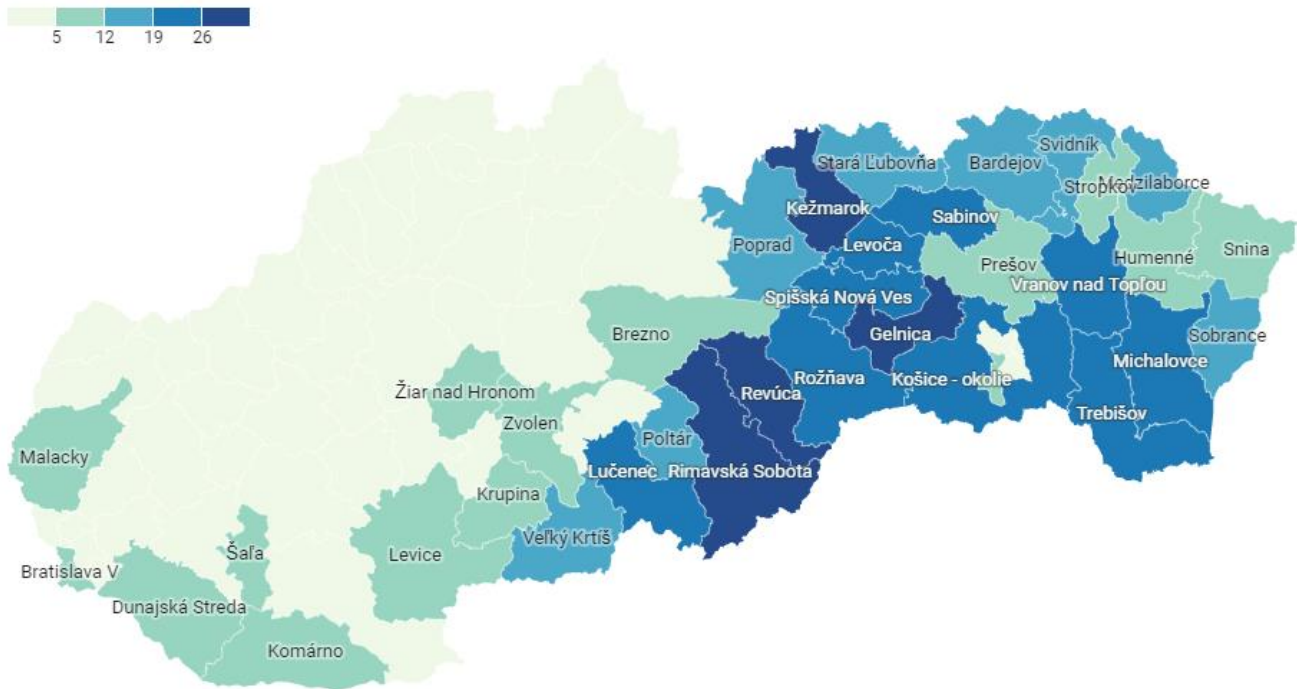 5 12 19 26
Svidník
Stará Ľubovňa
Bardejov
Medzilaborce
Stropkov
Kežmarok
Sabinov
Poprad
Levoča
Snina
Humenné
Prešov
Vranov nad Topľou
Spišská Nová Ves
Brezno
Gelnica
Sobrance
Michalovce
Rožňava
Košice - okolie
Žiar nad Hronom
Revúca
Trebišov
Zvolen
Poltár
Malacky
Lučenec
Rimavská Sobota
Krupina
Veľký Krtíš
Šaľa
Levice
Bratislava V
Dunajská Streda
Komárno